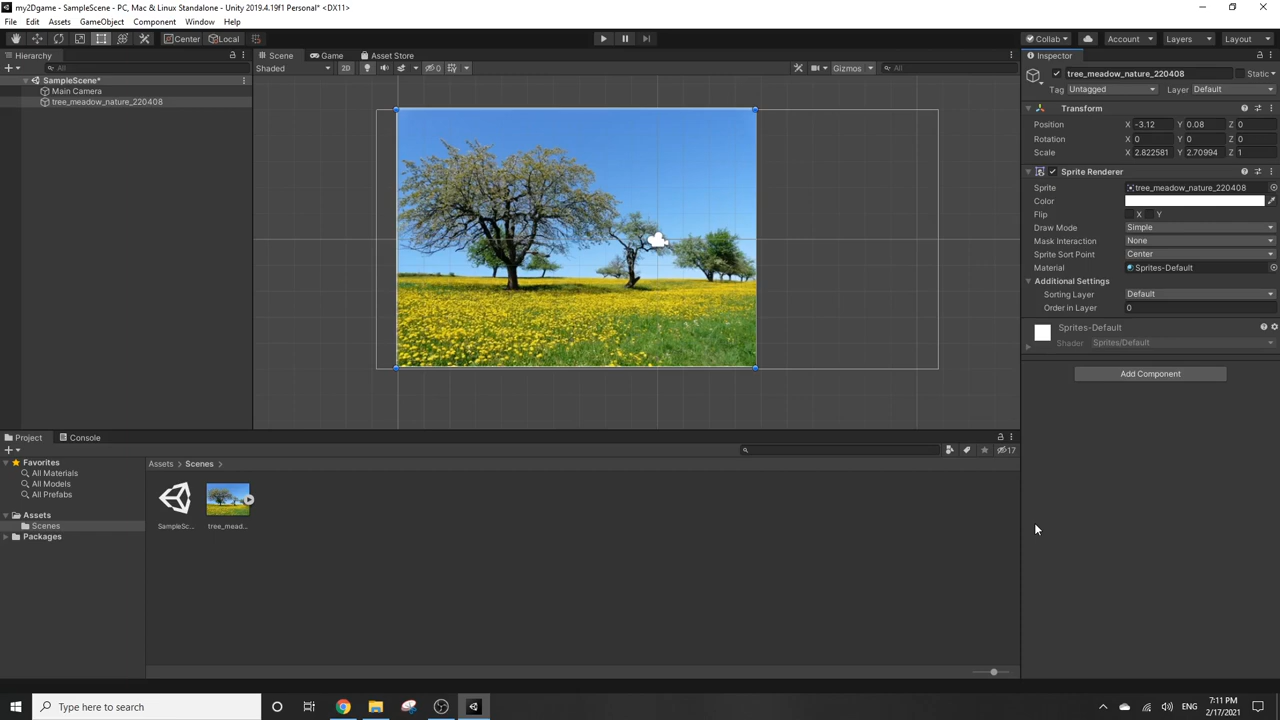 my2Dgame - SampleScene - PC, Mac & Linux Standalone - Unity 2019.4.19f1 Personal* <DX11>
File Edit Assets GameObject Component Window Help
Center Local Collab Account Layers Layout
Hierarchy Scene Game Asset Store Inspector
All Shaded 2D 0 Gizmos All
SampleScene*
Main Camera
tree_meadow_nature_220408
tree_meadow_nature_220408 Static
Tag Untagged Layer Default
Transform
Position X -3.12 Y 0.08 Z 0
Rotation X 0 Y 0 Z 0
Scale X 2.822581 Y 2.70994 Z 1
Sprite Renderer
Sprite tree_meadow_nature_220408
Color
Flip X Y
Draw Mode Simple
Mask Interaction None
Sprite Sort Point Center
Material Sprites-Default
Additional Settings
Sorting Layer Default
Order in Layer 0
Sprites-Default
Shader Sprites/Default
Add Component
Project Console
17
Favorites
All Materials
All Models
All Prefabs
Assets
Scenes
Packages
Assets > Scenes >
SampleSc... tree_mead...
Type here to search
ENG
7:11 PM
2/17/2021